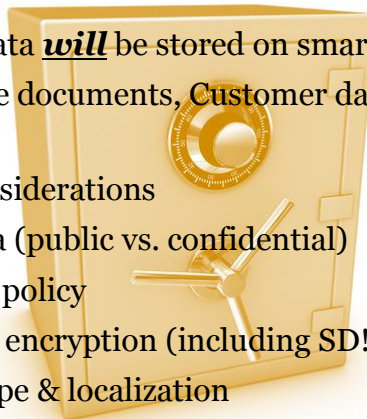 ata will be stored on smar
e documents, Customer da
siderations
a (public vs. confidential)
policy
encryption (including SD!
pe & localization